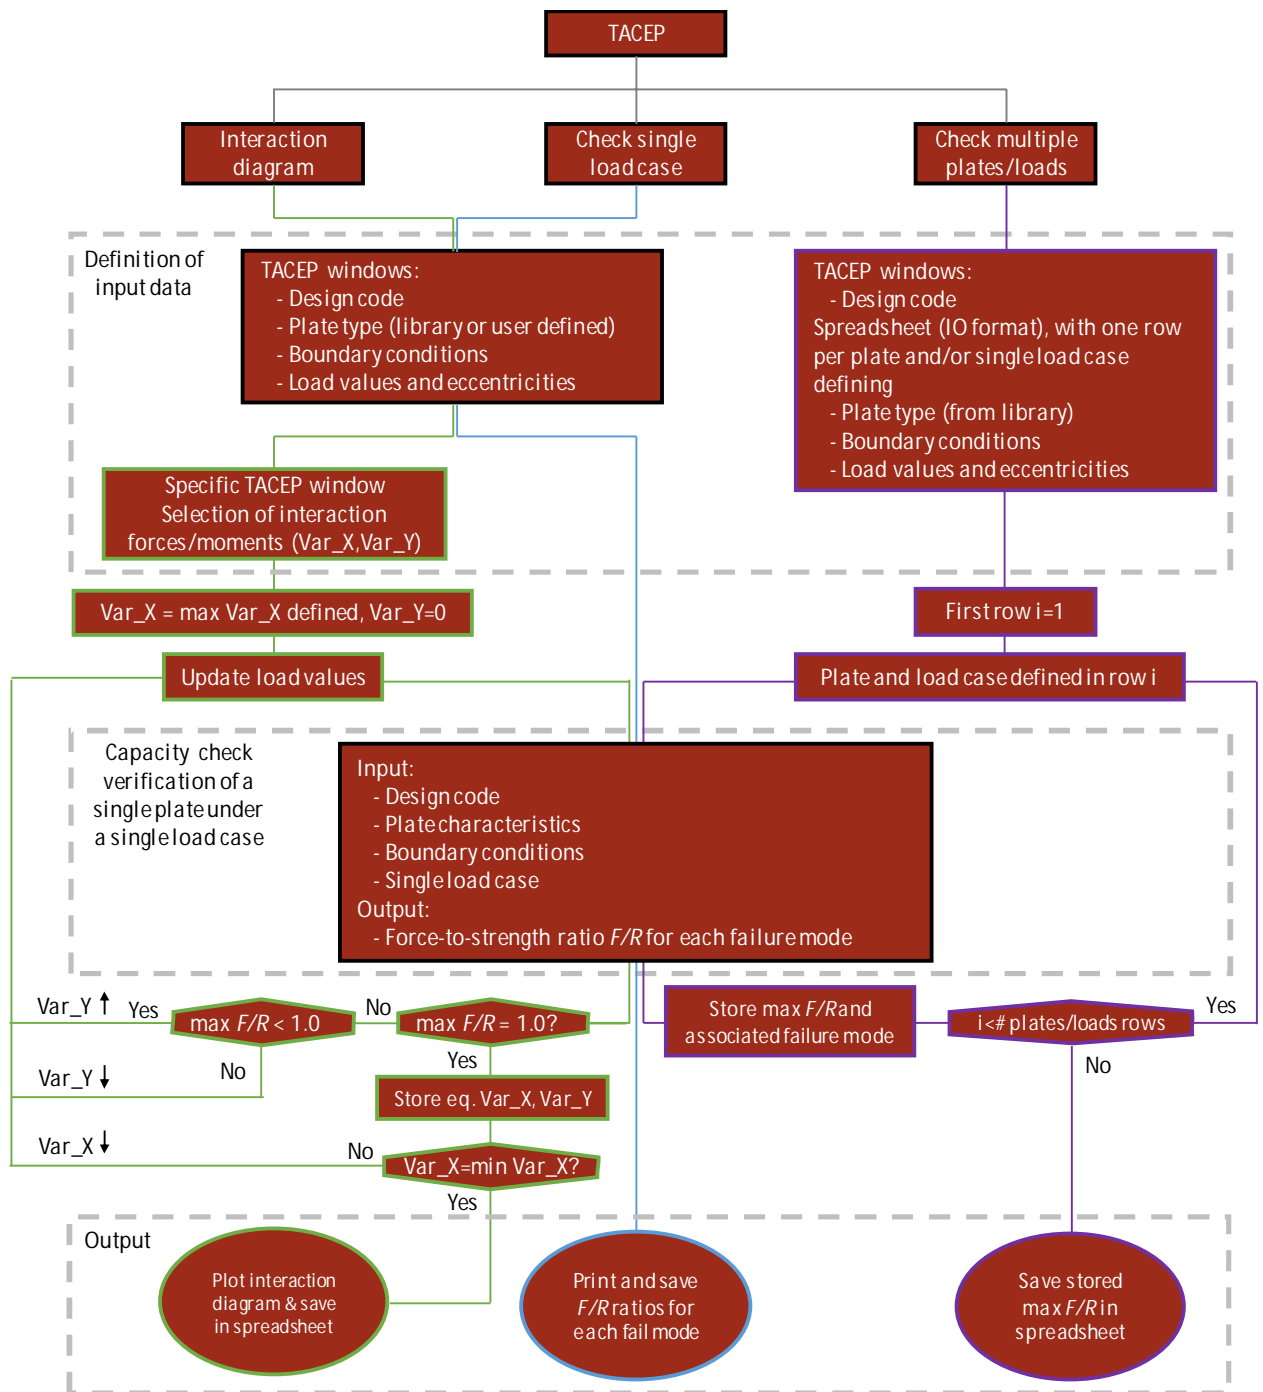 TACEP
Interaction
diagram
Check single
load case
Check multiple
plates/loads
Definition of
input data
TACEP windows:
- Design code
- Plate type (library or user defined)
- Boundary conditions
- Load values and eccentricities
TACEP windows:
- Design code
Spreadsheet (IO format), with one row
per plate and/or single load case
defining
- Plate type (from library)
- Boundary conditions
- Load values and eccentricities
Specific TACEP window
Selection of interaction
forces/moments (Var_X,Var_Y)
Var_X = max Var_X defined, Var_Y=0
First row i=1
Update load values
Plate and load case defined in row i
Capacity check
verification of a
single plate under
a single load case
Input:
- Design code
- Plate characteristics
- Boundary conditions
- Single load case
Output:
- Force-to-strength ratio F/R for each failure mode
Var_Y ↑
Yes
max F/R < 1.0
No
max F/R = 1.0?
Store max F/R and
associated failure mode
i<# plates/loads rows
Yes
Var_Y ↓
No
Yes
No
Store eq. Var_X, Var_Y
Var_X ↓
No
Var_X=min Var_X?
Yes
Output
Plot interaction
diagram & save
in spreadsheet
Print and save
F/R ratios for
each fail mode
Save stored
max F/R in
spreadsheet